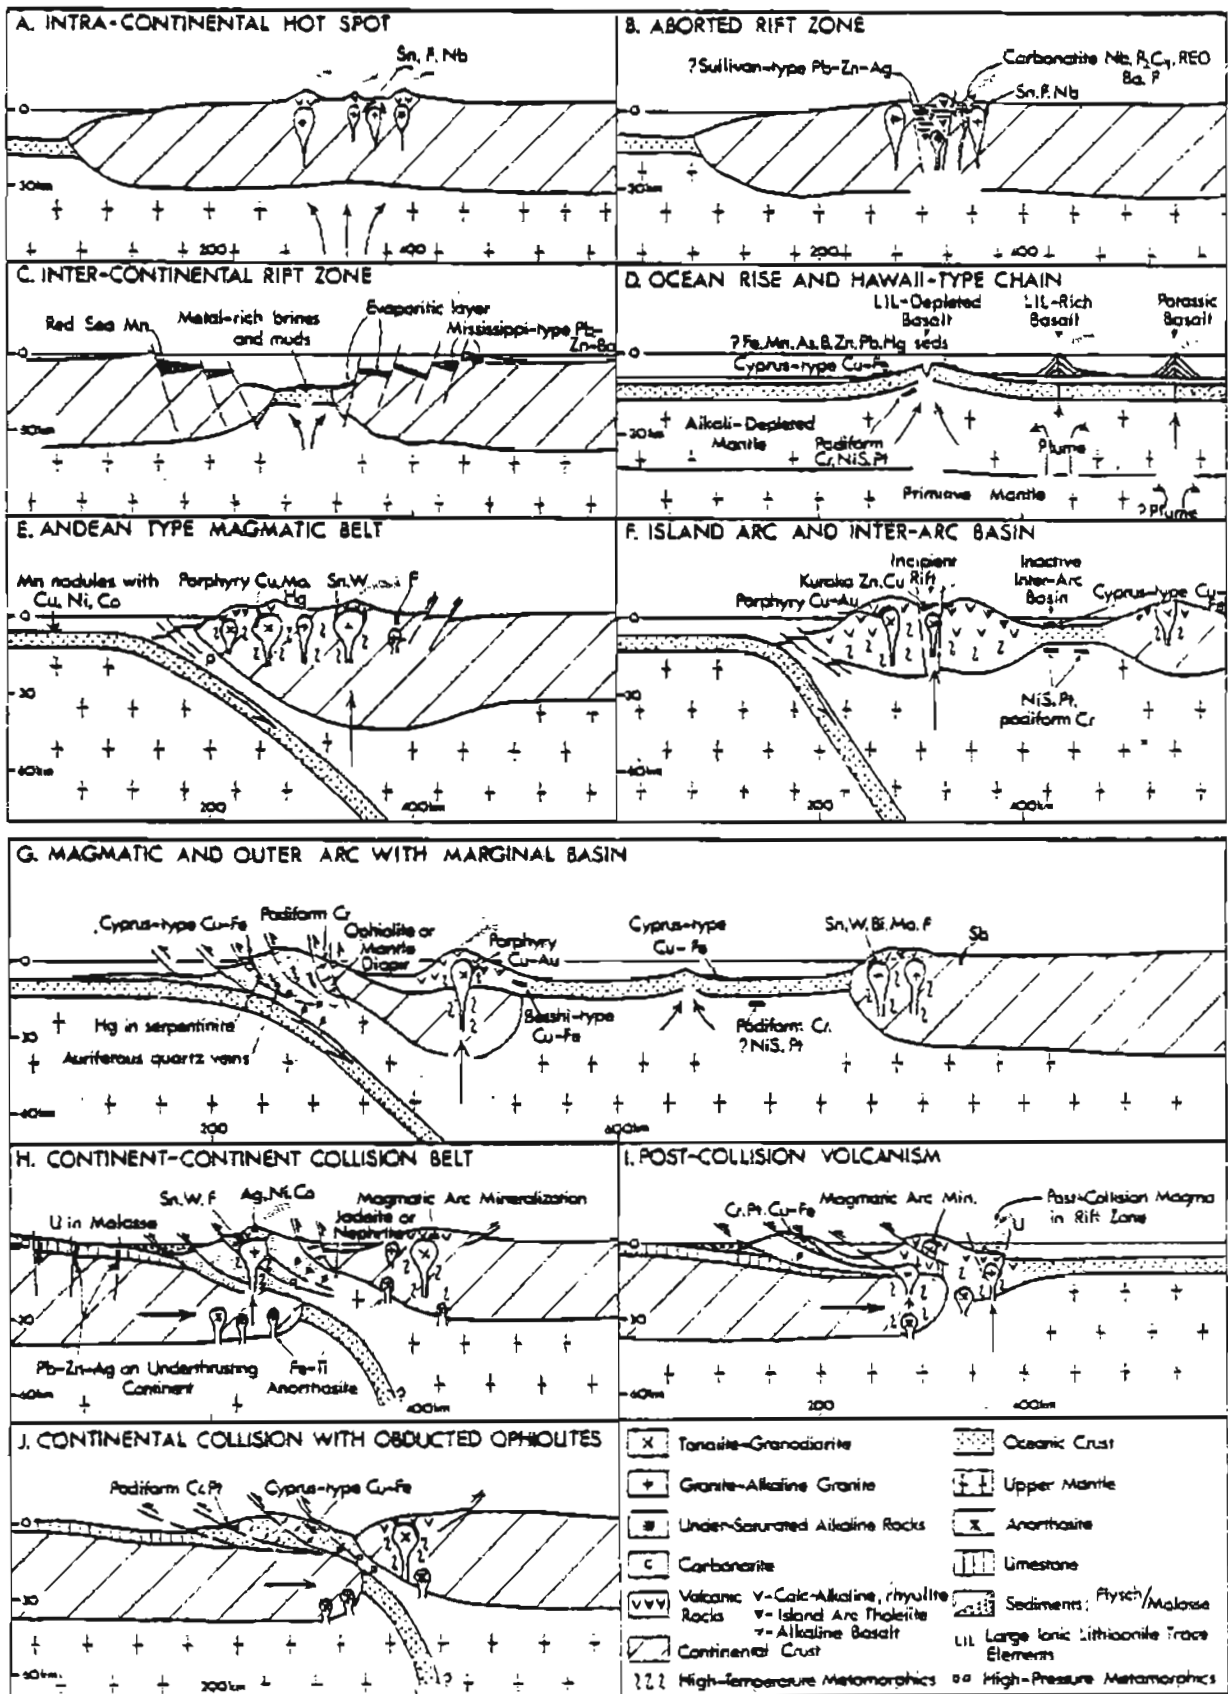 A. INTRA-CONTINENTAL HOT SPOT
Sn, F, Nb
0
30km
200
400
B. ABORTED RIFT ZONE
?Sullivan-type Pb-Zn-Ag
Carbonatite Nb, P, Cu, REO
Ba, F
Sn, F, Nb
0
30km
200
400
C. INTER-CONTINENTAL RIFT ZONE
Red Sea Mn
Metal-rich brines
and muds
Evaporitic layer
Mississippi-type Pb-
Zn-Ba
0
30km
D. OCEAN RISE AND HAWAII-TYPE CHAIN
LIL-Depleted
Basalt
LIL-Rich
Basalt
Potassic
Basalt
? Fe, Mn, As, B, Zn, Pb, Hg seds
Cyprus-type Cu-Fe
0
30km
Alkali-Depleted
Mantle
Podiform
Cr, NiS, Pt
Plume
Primitive Mantle
?Plume
E. ANDEAN TYPE MAGMATIC BELT
Mn nodules with
Cu, Ni, Co
Porphyry Cu, Mo
Hg
Sn, W
F
0
30
60km
200
400km
F. ISLAND ARC AND INTER-ARC BASIN
Kuroko Zn, Cu
Porphyry Cu-Au
Incipient
Rift
Inactive
Inter-Arc
Basin
Cyprus-type Cu-
Fe
0
30
NiS, Pt,
podiform Cr
60km
200
400km
G. MAGMATIC AND OUTER ARC WITH MARGINAL BASIN
Cyprus-type Cu-Fe
Podiform Cr
Ophiolite or
Mantle
Diapir
Porphyry
Cu-Au
Cyprus-type
Cu-Fe
Sn, W, Bi, Mo, F
Sb
0
Hg in serpentinite
30
Auriferous quartz veins
Besshi-type
Cu-Fe
Podiform Cr,
?NiS, Pt
60km
200
600km
H. CONTINENT-CONTINENT COLLISION BELT
Sn, W, F
Ag, Ni, Co
Magmatic Arc Mineralization
U in Molasse
Jadeite or
Nephrite
0
30
Pb-Zn-Ag on Underthrusting
Continent
Fe-Ti
Anorthosite
60km
?
400km
I. POST-COLLISION VOLCANISM
Cr, Pt, Cu-Fe
Magmatic Arc Min.
Post-Collision Magma
in Rift Zone
U
0
30
60km
200
400km
J. CONTINENTAL COLLISION WITH OBDUCTED OPHIOLITES
Podiform Cr, Pt
Cyprus-type Cu-Fe
0
30
60km
200km
?
x Tonalite-Granodiorite
+ Granite-Alkaline Granite
Under-Saturated Alkaline Rocks
c Carbonatite
vvv Volcanic Rocks
v-Calc-Alkaline, rhyolite
▾-Island Arc Tholeiite
-Alkaline Basalt
Continental Crust
High-Temperature Metamorphics
Oceanic Crust
Upper Mantle
Anorthosite
Limestone
Sediments; Flysch/Molasse
LIL Large Ionic Lithophile Trace
Elements
High-Pressure Metamorphics